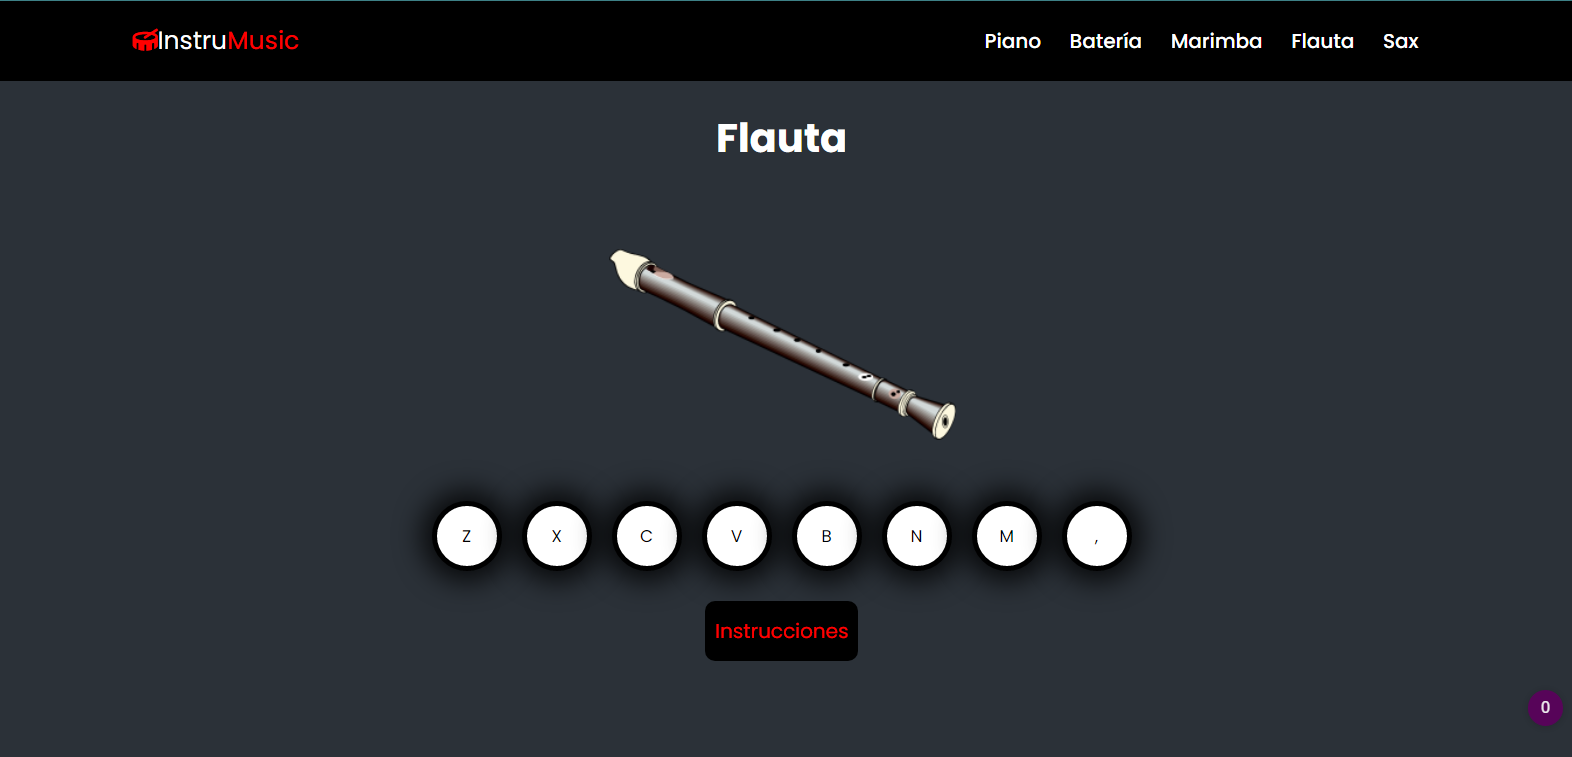 InstruMusic
Piano Batería Marimba Flauta Sax
Flauta
Z X C V B N M ,
Instrucciones
0